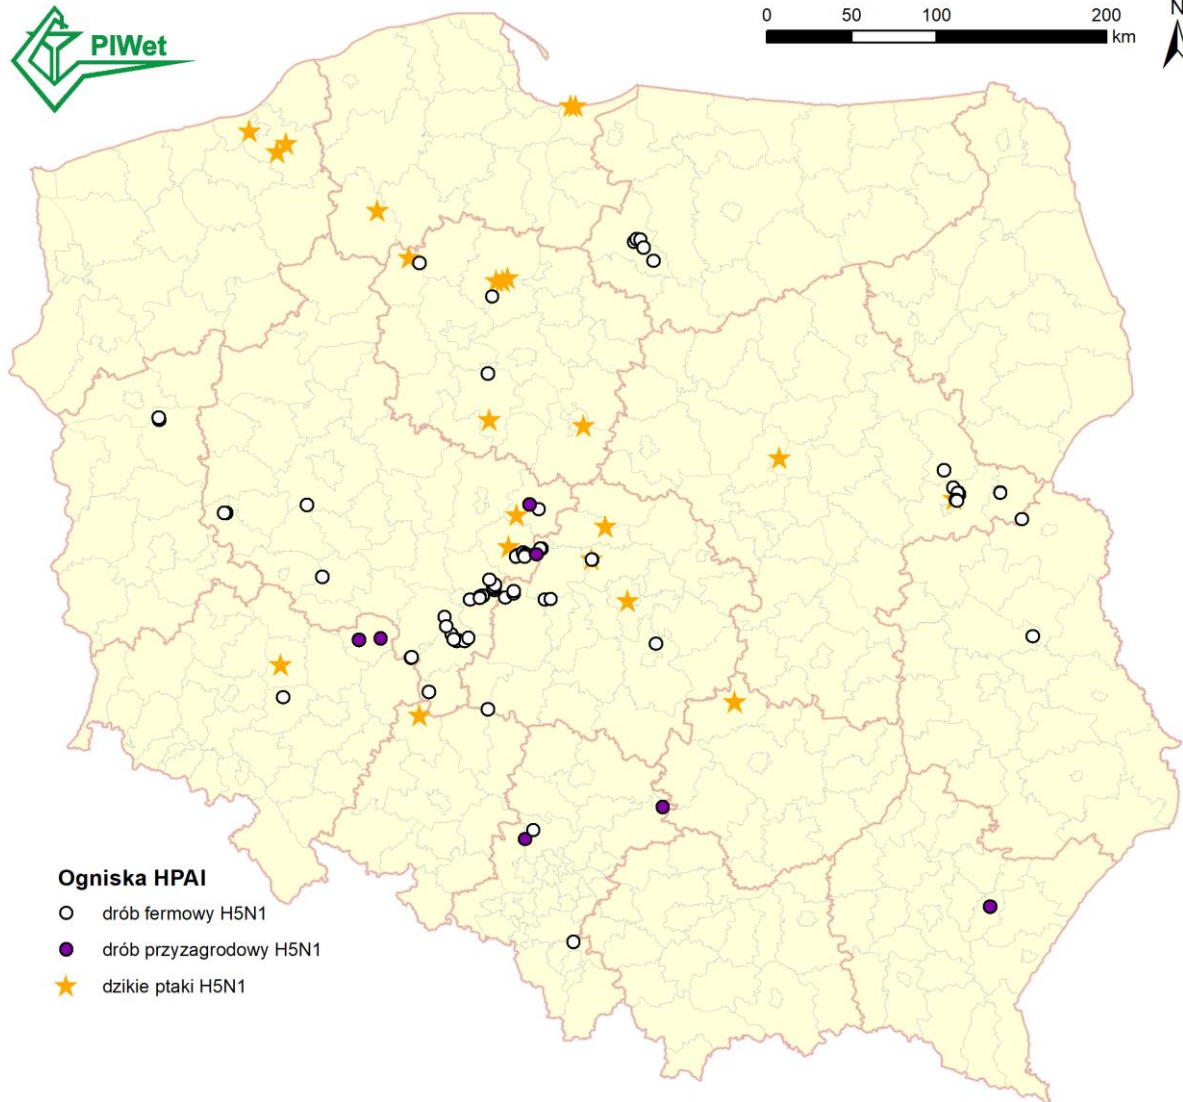 PIWet
0 50 100 200
km
N
Ogniska HPAI
drób fermowy H5N1
drób przyzagrodowy H5N1
dzikie ptaki H5N1